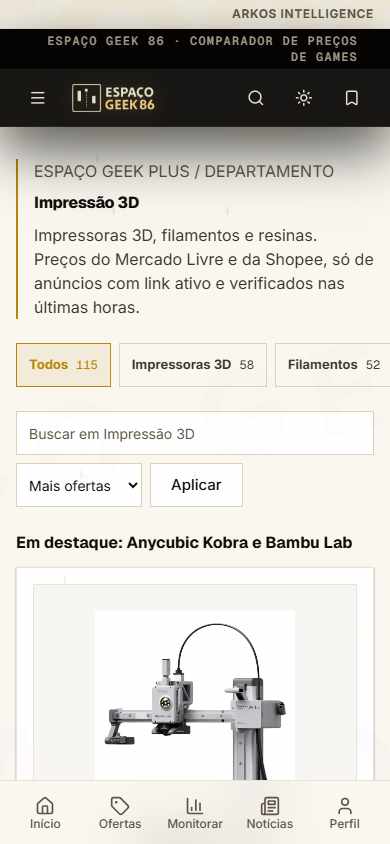 ARKOS INTELLIGENCE
ESPAÇO GEEK 86 · COMPARADOR DE PREÇOS
DE GAMES
ESPAÇO
GEEK 86
ESPAÇO GEEK PLUS / DEPARTAMENTO
Impressão 3D
Impressoras 3D, filamentos e resinas.
Preços do Mercado Livre e da Shopee, só de
anúncios com link ativo e verificados nas
últimas horas.
Todos 115
Impressoras 3D 58
Filamentos 52
Buscar em Impressão 3D
Mais ofertas
Aplicar
Em destaque: Anycubic Kobra e Bambu Lab
Início
Ofertas
Monitorar
Notícias
Perfil